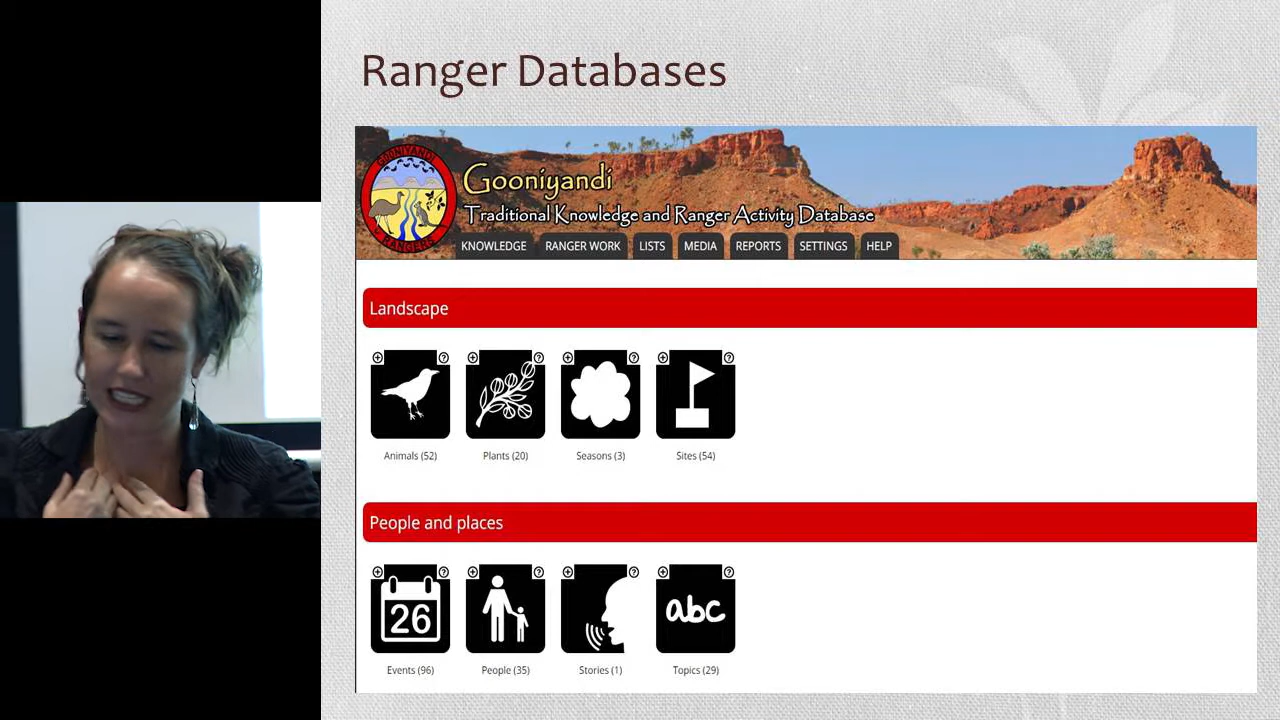 Ranger Databases
GOONIYANDI
RANGERS
Gooniyandi
Traditional Knowledge and Ranger Activity Database
KNOWLEDGE RANGER WORK LISTS MEDIA REPORTS SETTINGS HELP
Landscape
Animals (52) Plants (20) Seasons (3) Sites (54)
People and places
26
abc
Events (96) People (35) Stories (1) Topics (29)